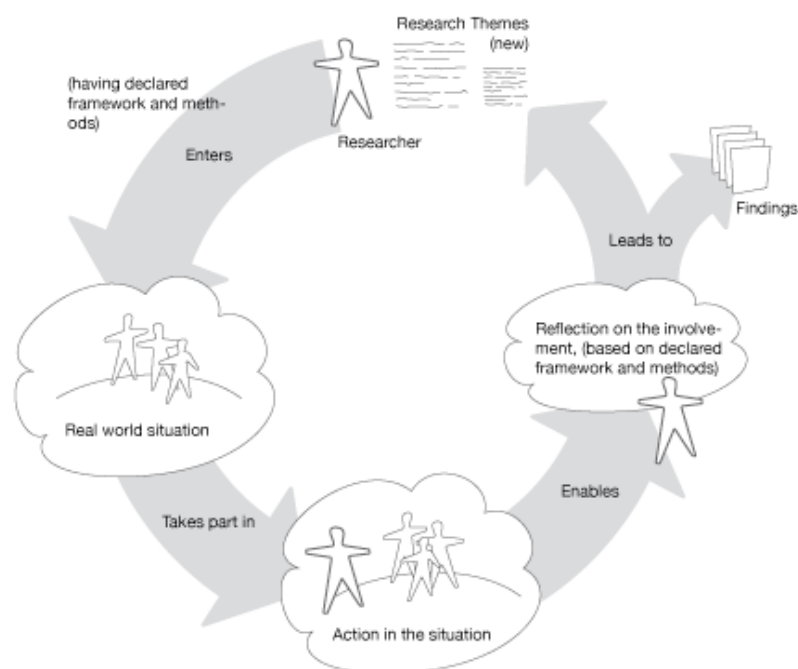 Research Themes
(new)
(having declared
framework and meth-
ods)
Researcher
Enters
Findings
Leads to
Reflection on the involve-
ment, (based on declared
framework and methods)
Real world situation
Enables
Takes part in
Action in the situation